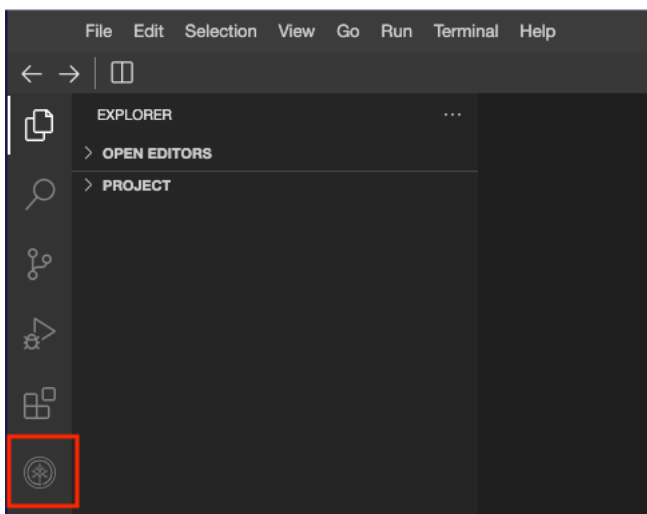 File Edit Selection View Go Run Terminal Help
EXPLORER
OPEN EDITORS
PROJECT